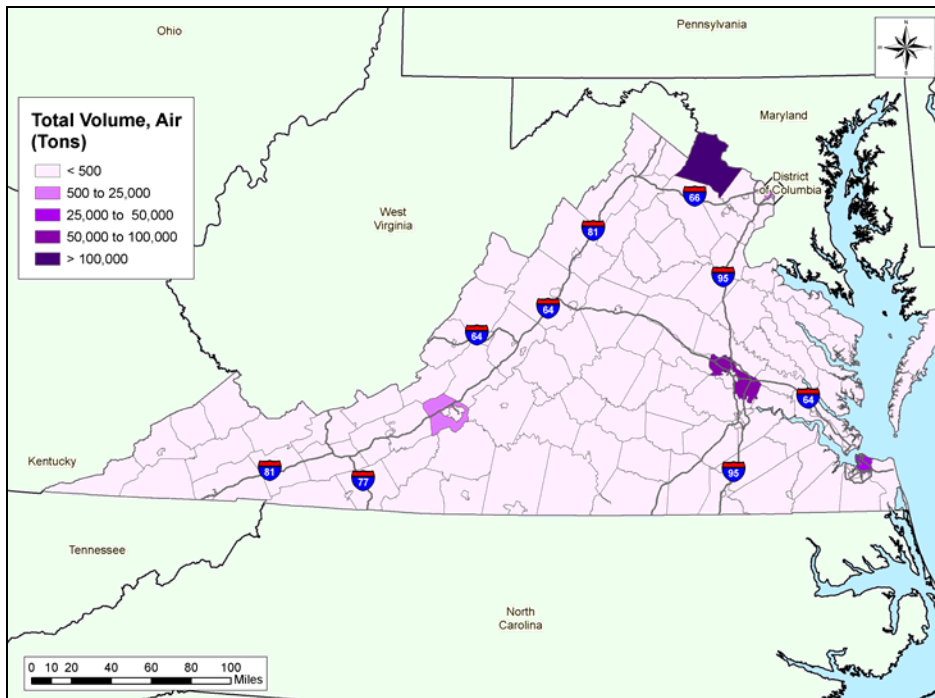 Ohio
Pennsylvania
N
W
E
S
Total Volume, Air
(Tons)
< 500
500 to 25,000
25,000 to 50,000
50,000 to 100,000
> 100,000
Maryland
District
of Columbia
West
Virginia
66
81
95
64
64
64
Kentucky
81
77
95
Tennessee
North
Carolina
0 10 20 40 60 80 100
Miles